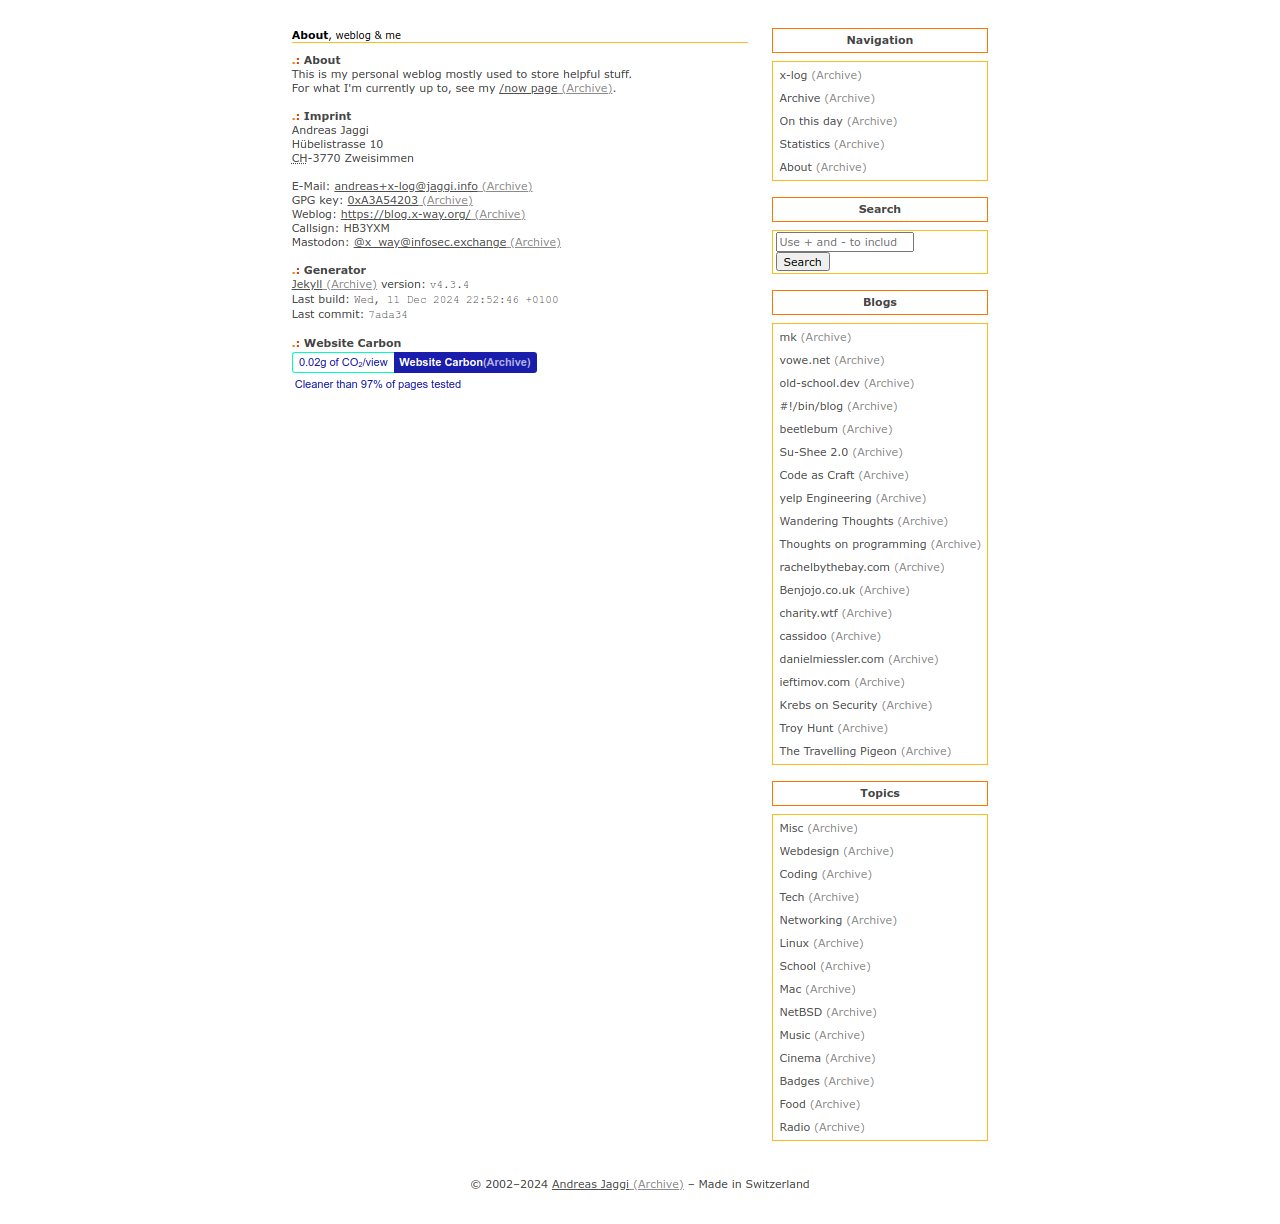 About, weblog & me
.: About
This is my personal weblog mostly used to store helpful stuff.
For what I'm currently up to, see my /now page (Archive).
.: Imprint
Andreas Jaggi
Hübelistrasse 10
CH-3770 Zweisimmen
E-Mail: andreas+x-log@jaggi.info (Archive)
GPG key: 0xA3A54203 (Archive)
Weblog: https://blog.x-way.org/ (Archive)
Callsign: HB3YXM
Mastodon: @x_way@infosec.exchange (Archive)
.: Generator
Jekyll (Archive) version: v4.3.4
Last build: Wed, 11 Dec 2024 22:52:46 +0100
Last commit: 7ada34
.: Website Carbon
0.02g of CO₂/view Website Carbon(Archive)
Cleaner than 97% of pages tested
Navigation
x-log (Archive)
Archive (Archive)
On this day (Archive)
Statistics (Archive)
About (Archive)
Search
Use + and - to includ
Search
Blogs
mk (Archive)
vowe.net (Archive)
old-school.dev (Archive)
#!/bin/blog (Archive)
beetlebum (Archive)
Su-Shee 2.0 (Archive)
Code as Craft (Archive)
yelp Engineering (Archive)
Wandering Thoughts (Archive)
Thoughts on programming (Archive)
rachelbythebay.com (Archive)
Benjojo.co.uk (Archive)
charity.wtf (Archive)
cassidoo (Archive)
danielmiessler.com (Archive)
ieftimov.com (Archive)
Krebs on Security (Archive)
Troy Hunt (Archive)
The Travelling Pigeon (Archive)
Topics
Misc (Archive)
Webdesign (Archive)
Coding (Archive)
Tech (Archive)
Networking (Archive)
Linux (Archive)
School (Archive)
Mac (Archive)
NetBSD (Archive)
Music (Archive)
Cinema (Archive)
Badges (Archive)
Food (Archive)
Radio (Archive)
© 2002–2024 Andreas Jaggi (Archive) – Made in Switzerland